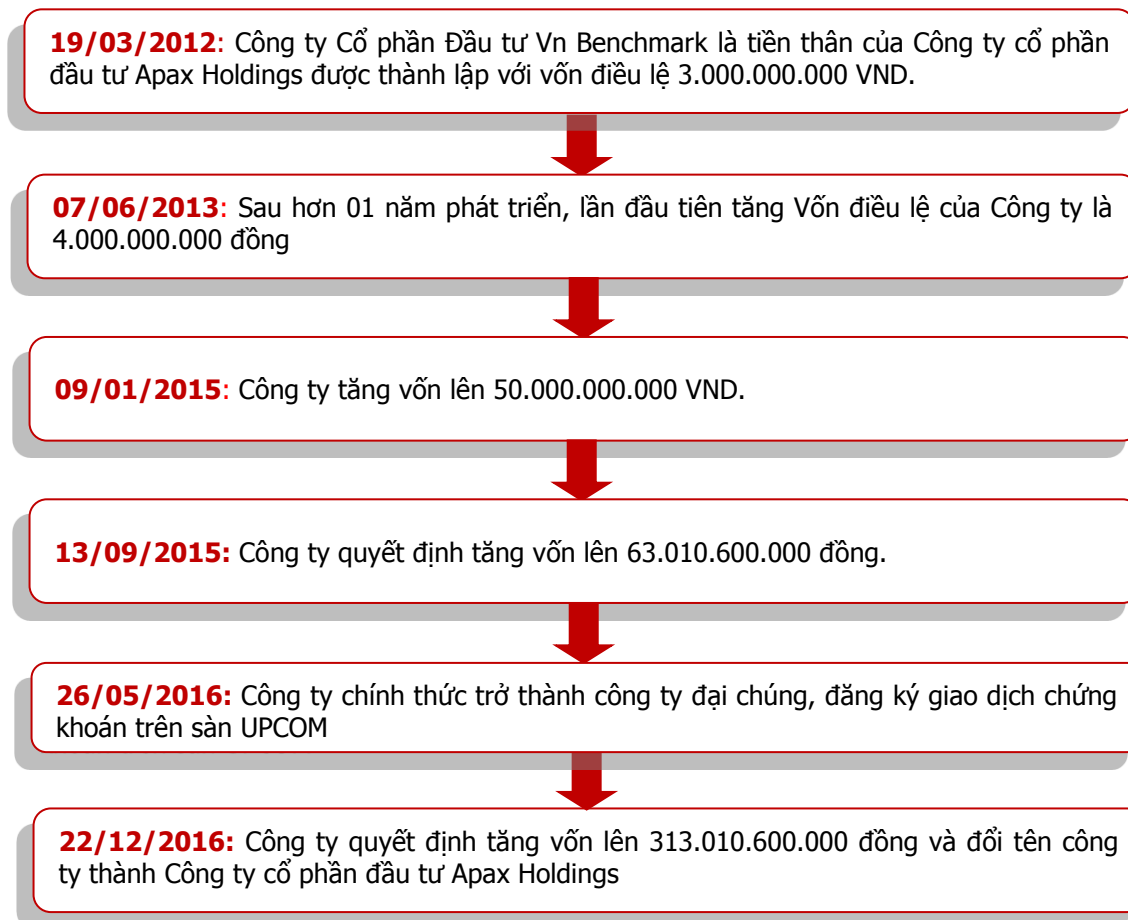 19/03/2012: Công ty Cổ phần Đầu tư Vn Benchmark là tiền thân của Công ty cổ phần
đầu tư Apax Holdings được thành lập với vốn điều lệ 3.000.000.000 VND.
07/06/2013: Sau hơn 01 năm phát triển, lần đầu tiên tăng Vốn điều lệ của Công ty là
4.000.000.000 đồng
09/01/2015: Công ty tăng vốn lên 50.000.000.000 VND.
13/09/2015: Công ty quyết định tăng vốn lên 63.010.600.000 đồng.
26/05/2016: Công ty chính thức trở thành công ty đại chúng, đăng ký giao dịch chứng
khoán trên sàn UPCOM
22/12/2016: Công ty quyết định tăng vốn lên 313.010.600.000 đồng và đổi tên công
ty thành Công ty cổ phần đầu tư Apax Holdings